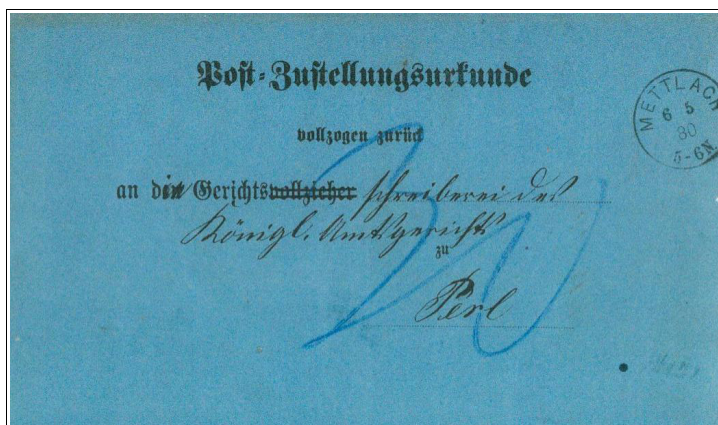 Post-Zustellungsurkunde
METTLACH
6 5
80
5-6N.
vollzogen zurück
an die Gerichtsvollzieher schreiberei des
Königl. Amtsgerichts
zu
Perl